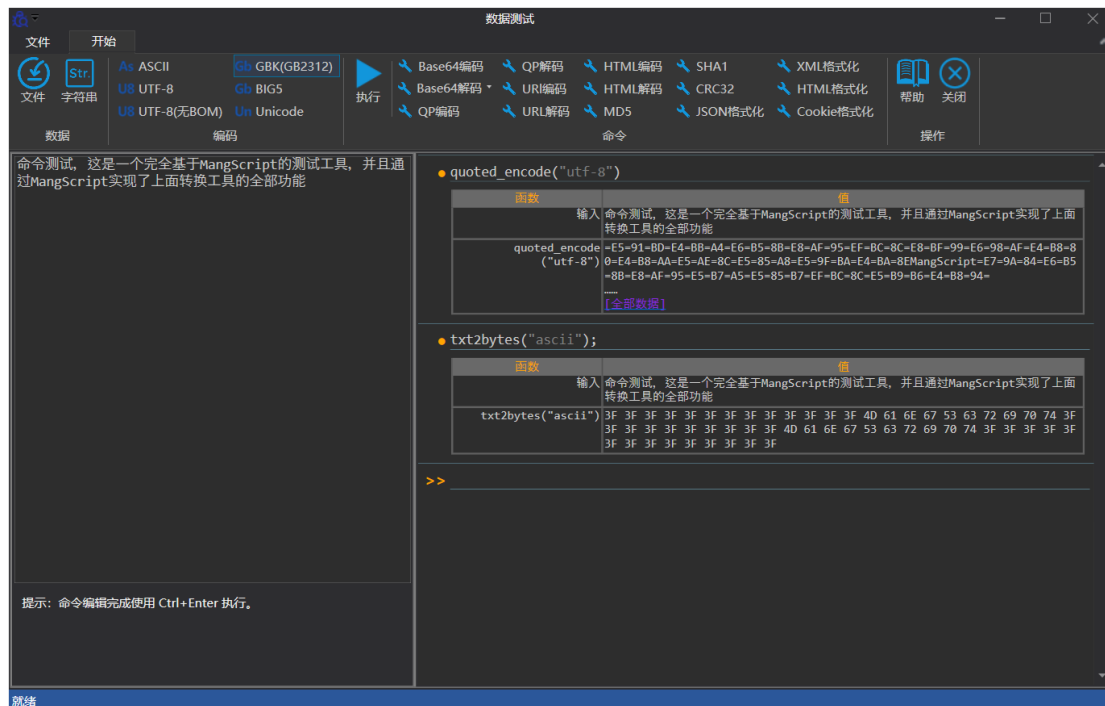 数据测试
文件 开始
文件
Str.
字符串
数据
As ASCII
U8 UTF-8
U8 UTF-8(无BOM)
Gb GBK(GB2312)
Gb BIG5
Un Unicode
编码
执行
Base64编码 QP解码 HTML编码 SHA1 XML格式化
Base64解码 URl编码 HTML解码 CRC32 HTML格式化
QP编码 URL解码 MD5 JSON格式化 Cookie格式化
命令
帮助 关闭
操作
命令测试，这是一个完全基于MangScript的测试工具，并且通
过MangScript实现了上面转换工具的全部功能
提示：命令编辑完成使用 Ctrl+Enter 执行。
quoted_encode("utf-8")
函数 值
输入 命令测试，这是一个完全基于MangScript的测试工具，并且通过MangScript实现了上面
转换工具的全部功能
quoted_encode =E5=91=BD=E4=BB=A4=E6=B5=8B=E8=AF=95=EF=BC=8C=E8=BF=99=E6=98=AF=E4=B8=8
("utf-8") 0=E4=B8=AA=E5=AE=8C=E5=85=A8=E5=9F=BA=E4=BA=8EMangScript=E7=9A=84=E6=B5
=8B=E8=AF=95=E5=B7=A5=E5=85=B7=EF=BC=8C=E5=B9=B6=E4=B8=94=
……
[全部数据]
txt2bytes("ascii");
函数 值
输入 命令测试，这是一个完全基于MangScript的测试工具，并且通过MangScript实现了上面
转换工具的全部功能
txt2bytes("ascii") 3F 3F 3F 3F 3F 3F 3F 3F 3F 3F 3F 3F 3F 4D 61 6E 67 53 63 72 69 70 74 3F
3F 3F 3F 3F 3F 3F 3F 3F 3F 4D 61 6E 67 53 63 72 69 70 74 3F 3F 3F 3F 3F
3F 3F 3F 3F 3F 3F 3F 3F 3F
>>
就绪